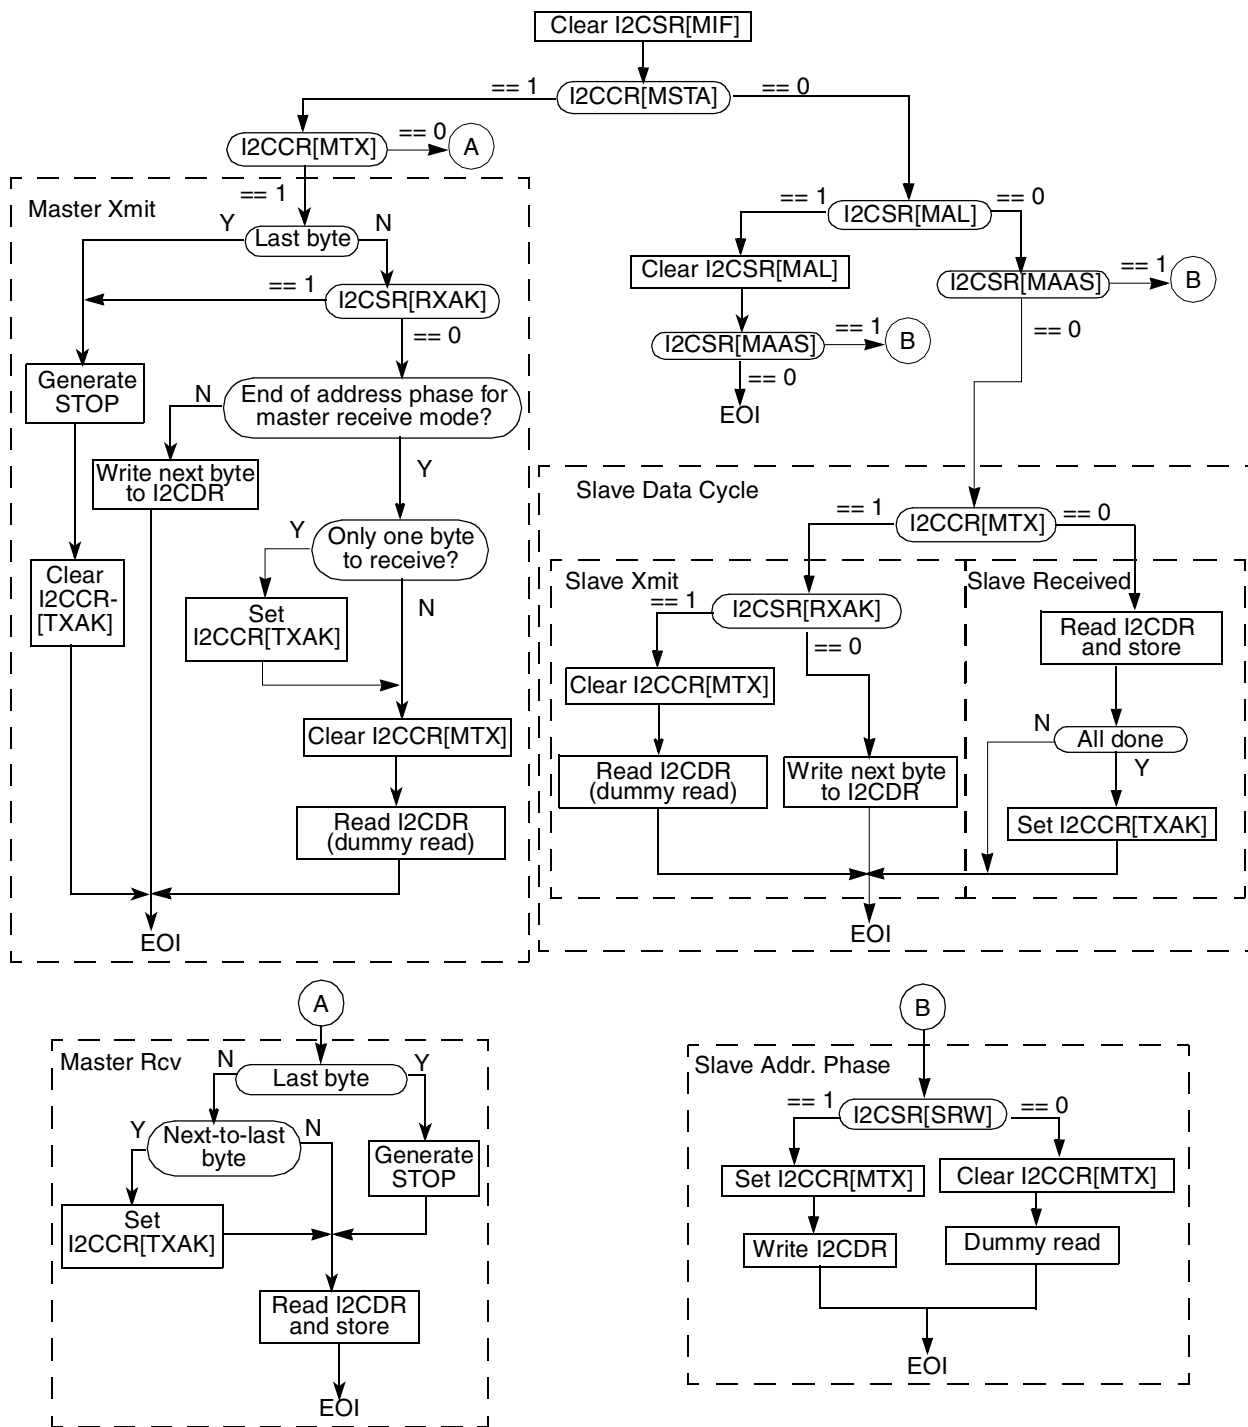 Clear I2CSR[MIF]
== 1
I2CCR[MSTA]
== 0
I2CCR[MTX]
== 0
A
== 1
Master Xmit
Y
Last byte
N
== 1
I2CSR[RXAK]
== 0
Generate
STOP
N
End of address phase for
master receive mode?
Write next byte
to I2CDR
Y
Y
Only one byte
to receive?
Clear
I2CCR-
[TXAK]
Set
I2CCR[TXAK]
N
Clear I2CCR[MTX]
Read I2CDR
(dummy read)
EOI
== 1
I2CSR[MAL]
== 0
Clear I2CSR[MAL]
I2CSR[MAAS]
== 1
B
I2CSR[MAAS]
== 1
B
== 0
== 0
EOI
Slave Data Cycle
== 1
I2CCR[MTX]
== 0
Slave Xmit
Slave Received
== 1
I2CSR[RXAK]
== 0
Read I2CDR
and store
Clear I2CCR[MTX]
N
All done
Y
Read I2CDR
(dummy read)
Write next byte
to I2CDR
Set I2CCR[TXAK]
EOI
A
Master Rcv
N
Last byte
Y
Y
Next-to-last
byte
N
Generate
STOP
Set
I2CCR[TXAK]
Read I2CDR
and store
EOI
B
Slave Addr. Phase
== 1
I2CSR[SRW]
== 0
Set I2CCR[MTX]
Clear I2CCR[MTX]
Write I2CDR
Dummy read
EOI